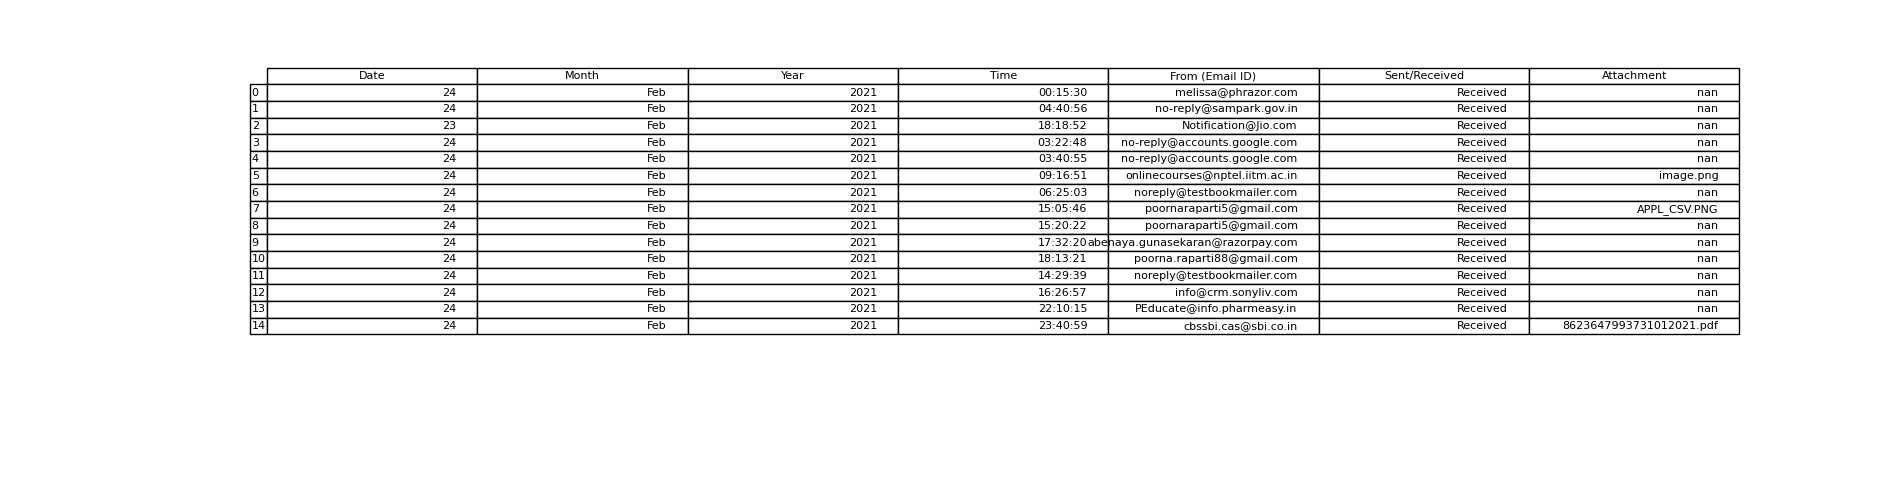 Date Month Year Time From (Email ID) Sent/Received Attachment
0 24 Feb 2021 00:15:30 melissa@phrazor.com Received nan
1 24 Feb 2021 04:40:56 no-reply@sampark.gov.in Received nan
2 23 Feb 2021 18:18:52 Notification@Jio.com Received nan
3 24 Feb 2021 03:22:48 no-reply@accounts.google.com Received nan
4 24 Feb 2021 03:40:55 no-reply@accounts.google.com Received nan
5 24 Feb 2021 09:16:51 onlinecourses@nptel.iitm.ac.in Received image.png
6 24 Feb 2021 06:25:03 noreply@testbookmailer.com Received nan
7 24 Feb 2021 15:05:46 poornaraparti5@gmail.com Received APPL_CSV.PNG
8 24 Feb 2021 15:20:22 poornaraparti5@gmail.com Received nan
9 24 Feb 2021 17:32:20 abenaya.gunasekaran@razorpay.com Received nan
10 24 Feb 2021 18:13:21 poorna.raparti88@gmail.com Received nan
11 24 Feb 2021 14:29:39 noreply@testbookmailer.com Received nan
12 24 Feb 2021 16:26:57 info@crm.sonyliv.com Received nan
13 24 Feb 2021 22:10:15 PEducate@info.pharmeasy.in Received nan
14 24 Feb 2021 23:40:59 cbssbi.cas@sbi.co.in Received 8623647993731012021.pdf